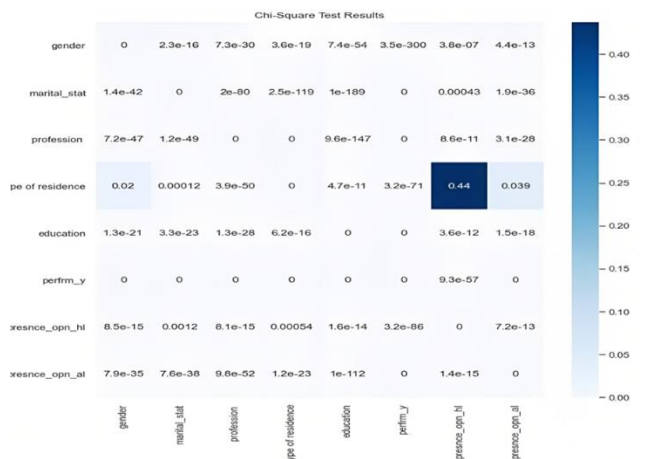 Chi-Square Test Results
gender 0 2.3e-16 7.3e-30 3.6e-19 7.4e-54 3.5e-300 3.8e-07 4.4e-13
marital_stat 1.4e-42 0 2e-80 2.5e-119 1e-189 0 0.00043 1.9e-36
profession 7.2e-47 1.2e-49 0 0 9.6e-147 0 8.6e-11 3.1e-28
pe of residence 0.02 0.00012 3.9e-50 0 4.7e-11 3.2e-71 0.44 0.039
education 1.3e-21 3.3e-23 1.3e-28 6.2e-16 0 0 3.6e-12 1.5e-18
perfrm_y 0 0 0 0 0 0 9.3e-57 0
presnce_opn_hl 8.5e-15 0.0012 8.1e-15 0.00054 1.6e-14 3.2e-86 0 7.2e-13
presnce_opn_al 7.9e-35 7.6e-38 9.8e-52 1.2e-23 1e-112 0 1.4e-15 0
gender marital_stat profession pe of residence education perfrm_y presnce_opn_hl presnce_opn_al
0.40
0.35
0.30
0.25
0.20
0.15
0.10
0.05
0.00